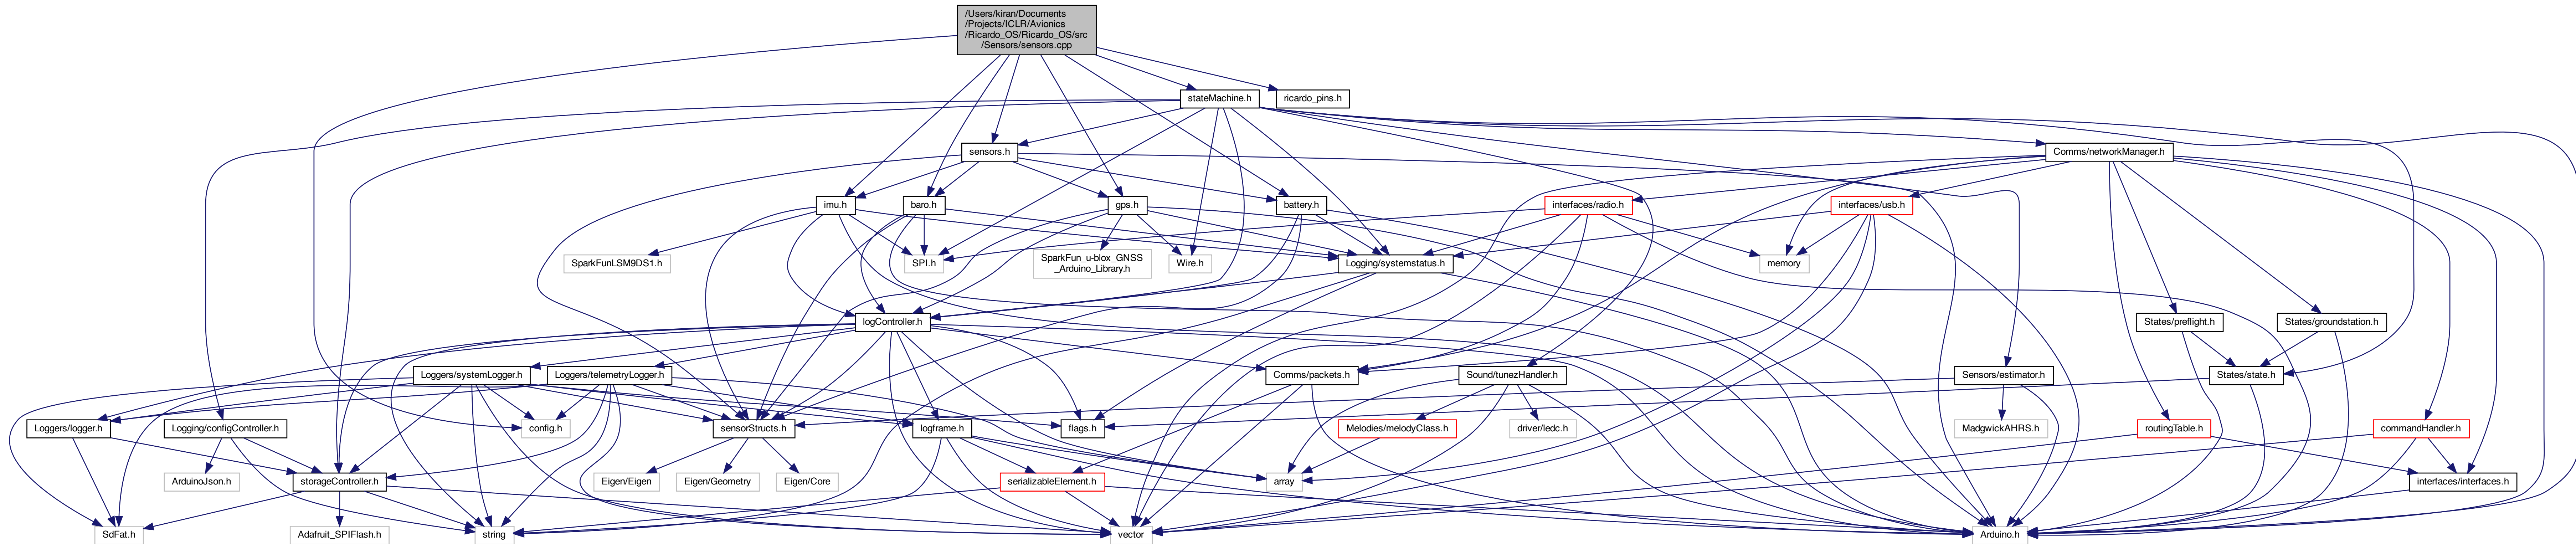 /Users/kiran/Documents
/Projects/ICLR/Avionics
/Ricardo_OS/Ricardo_OS/src
/Sensors/sensors.cpp
stateMachine.h
ricardo_pins.h
sensors.h
Comms/networkManager.h
imu.h
baro.h
gps.h
battery.h
interfaces/radio.h
interfaces/usb.h
SparkFunLSM9DS1.h
SPI.h
SparkFun_u-blox_GNSS
_Arduino_Library.h
Wire.h
Logging/systemstatus.h
memory
logController.h
States/preflight.h
States/groundstation.h
Loggers/systemLogger.h
Loggers/telemetryLogger.h
Comms/packets.h
Sound/tunezHandler.h
Sensors/estimator.h
States/state.h
Loggers/logger.h
Logging/configController.h
config.h
sensorStructs.h
logframe.h
flags.h
Melodies/melodyClass.h
driver/ledc.h
MadgwickAHRS.h
routingTable.h
commandHandler.h
ArduinoJson.h
storageController.h
Eigen/Eigen
Eigen/Geometry
Eigen/Core
serializableElement.h
array
interfaces/interfaces.h
SdFat.h
Adafruit_SPIFlash.h
string
vector
Arduino.h